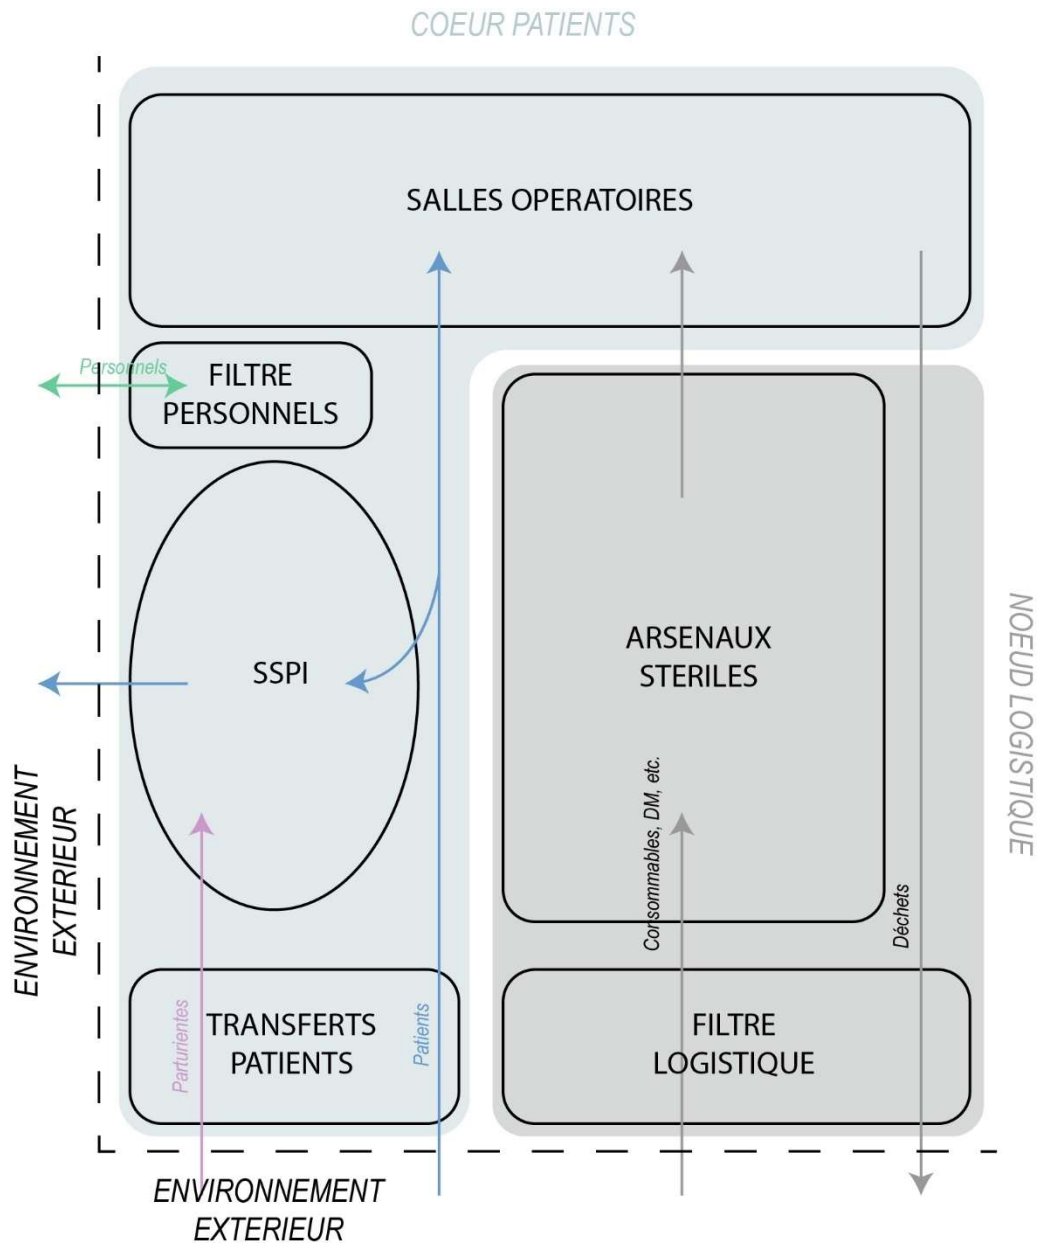 COEUR PATIENTS
SALLES OPERATOIRES
Personnels
FILTRE
PERSONNELS
SSPI
ARSENAUX
STERILES
NOEUD LOGISTIQUE
ENVIRONNEMENT
EXTERIEUR
Consommables, DM, etc.
Déchets
Parturientes
TRANSFERTS
PATIENTS
Patients
FILTRE
LOGISTIQUE
ENVIRONNEMENT
EXTERIEUR